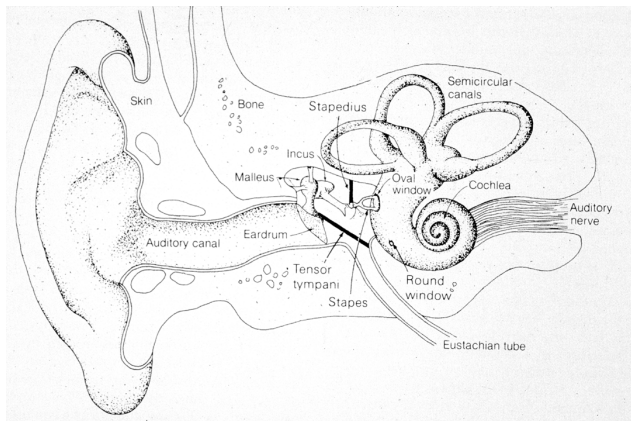 Skin
Bone
Stapedius
Semicircular
canals
Incus
Malleus
Oval
window
Cochlea
Auditory
nerve
Auditory canal
Eardrum
Tensor
tympani
Round
window
Stapes
Eustachian tube